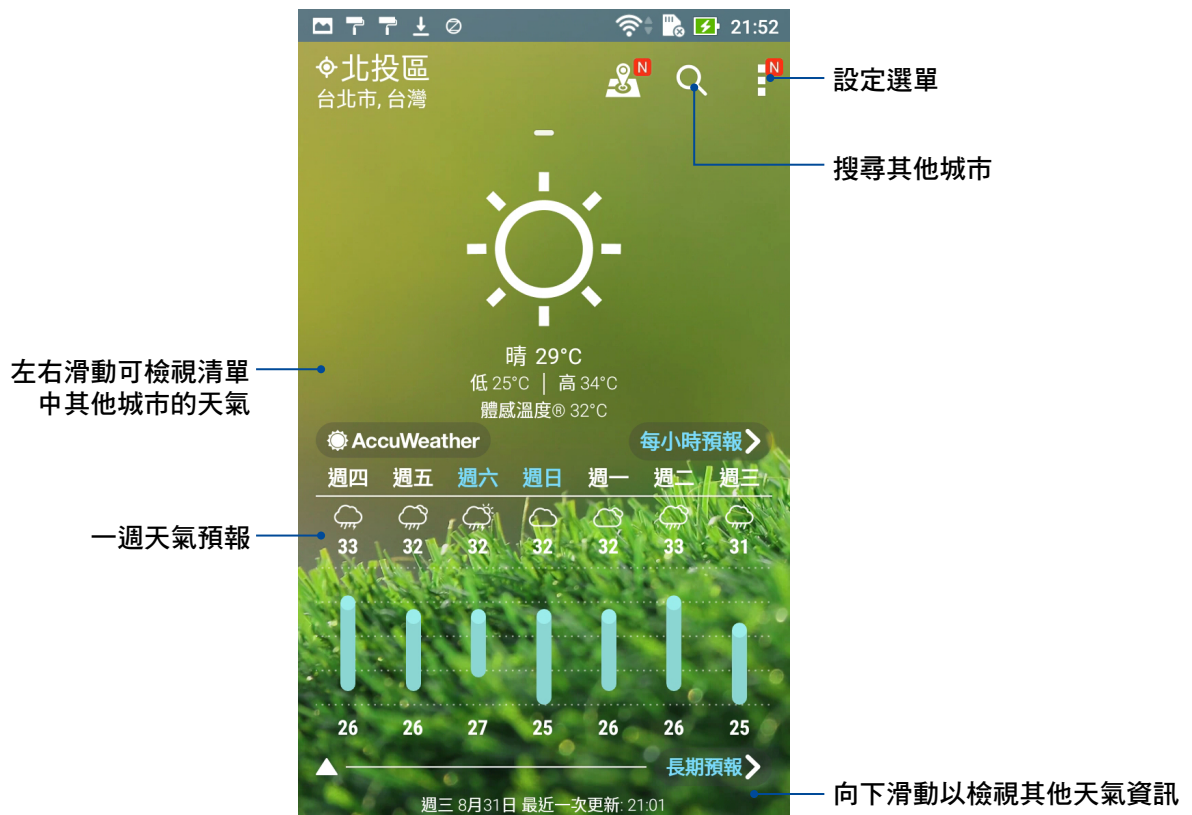 21:52
北投區
台北市, 台灣
N
N
設定選單
搜尋其他城市
晴 29°C
低 25°C | 高 34°C
體感溫度® 32°C
左右滑動可檢視清單
中其他城市的天氣
AccuWeather
每小時預報
週四 週五 週六 週日 週一 週二 週三
一週天氣預報
33 32 32 32 32 33 31
26 26 27 25 26 26 25
長期預報
向下滑動以檢視其他天氣資訊
週三 8月31日 最近一次更新: 21:01